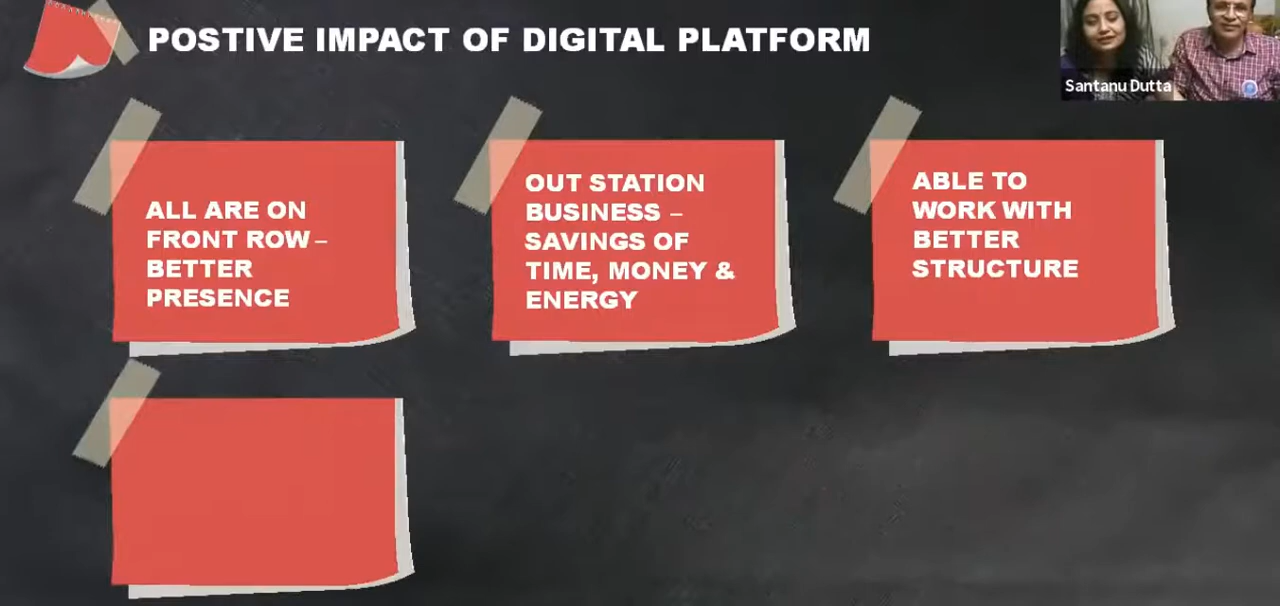 POSTIVE IMPACT OF DIGITAL PLATFORM
Santanu Dutta
ALL ARE ON
FRONT ROW –
BETTER
PRESENCE
OUT STATION
BUSINESS –
SAVINGS OF
TIME, MONEY &
ENERGY
ABLE TO
WORK WITH
BETTER
STRUCTURE